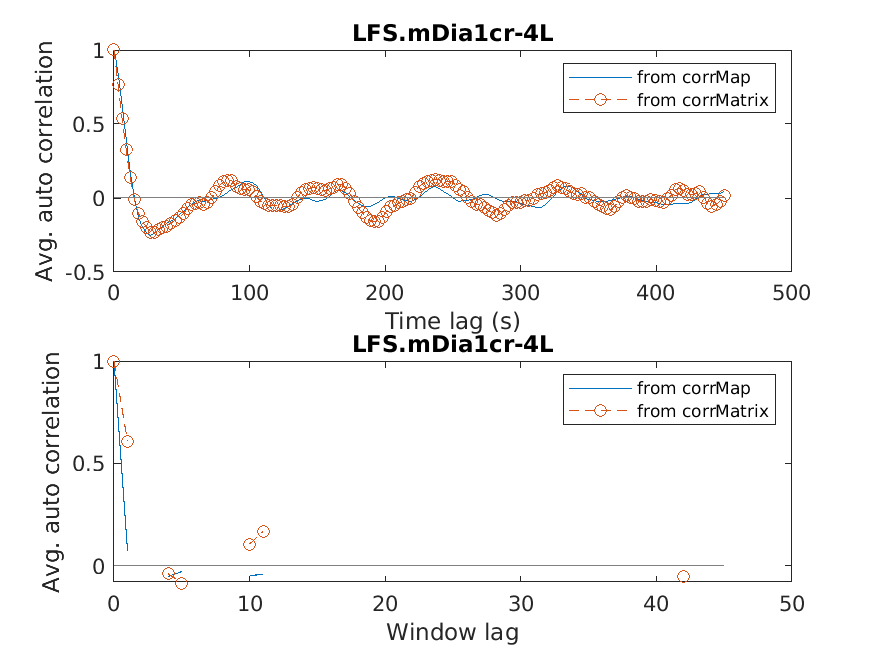 LFS.mDia1cr-4L
1
0.5
0
-0.5
Avg. auto correlation
from corrMap
from corrMatrix
0 100 200 300 400 500
Time lag (s)
LFS.mDia1cr-4L
1
0.5
0
Avg. auto correlation
from corrMap
from corrMatrix
0 10 20 30 40 50
Window lag